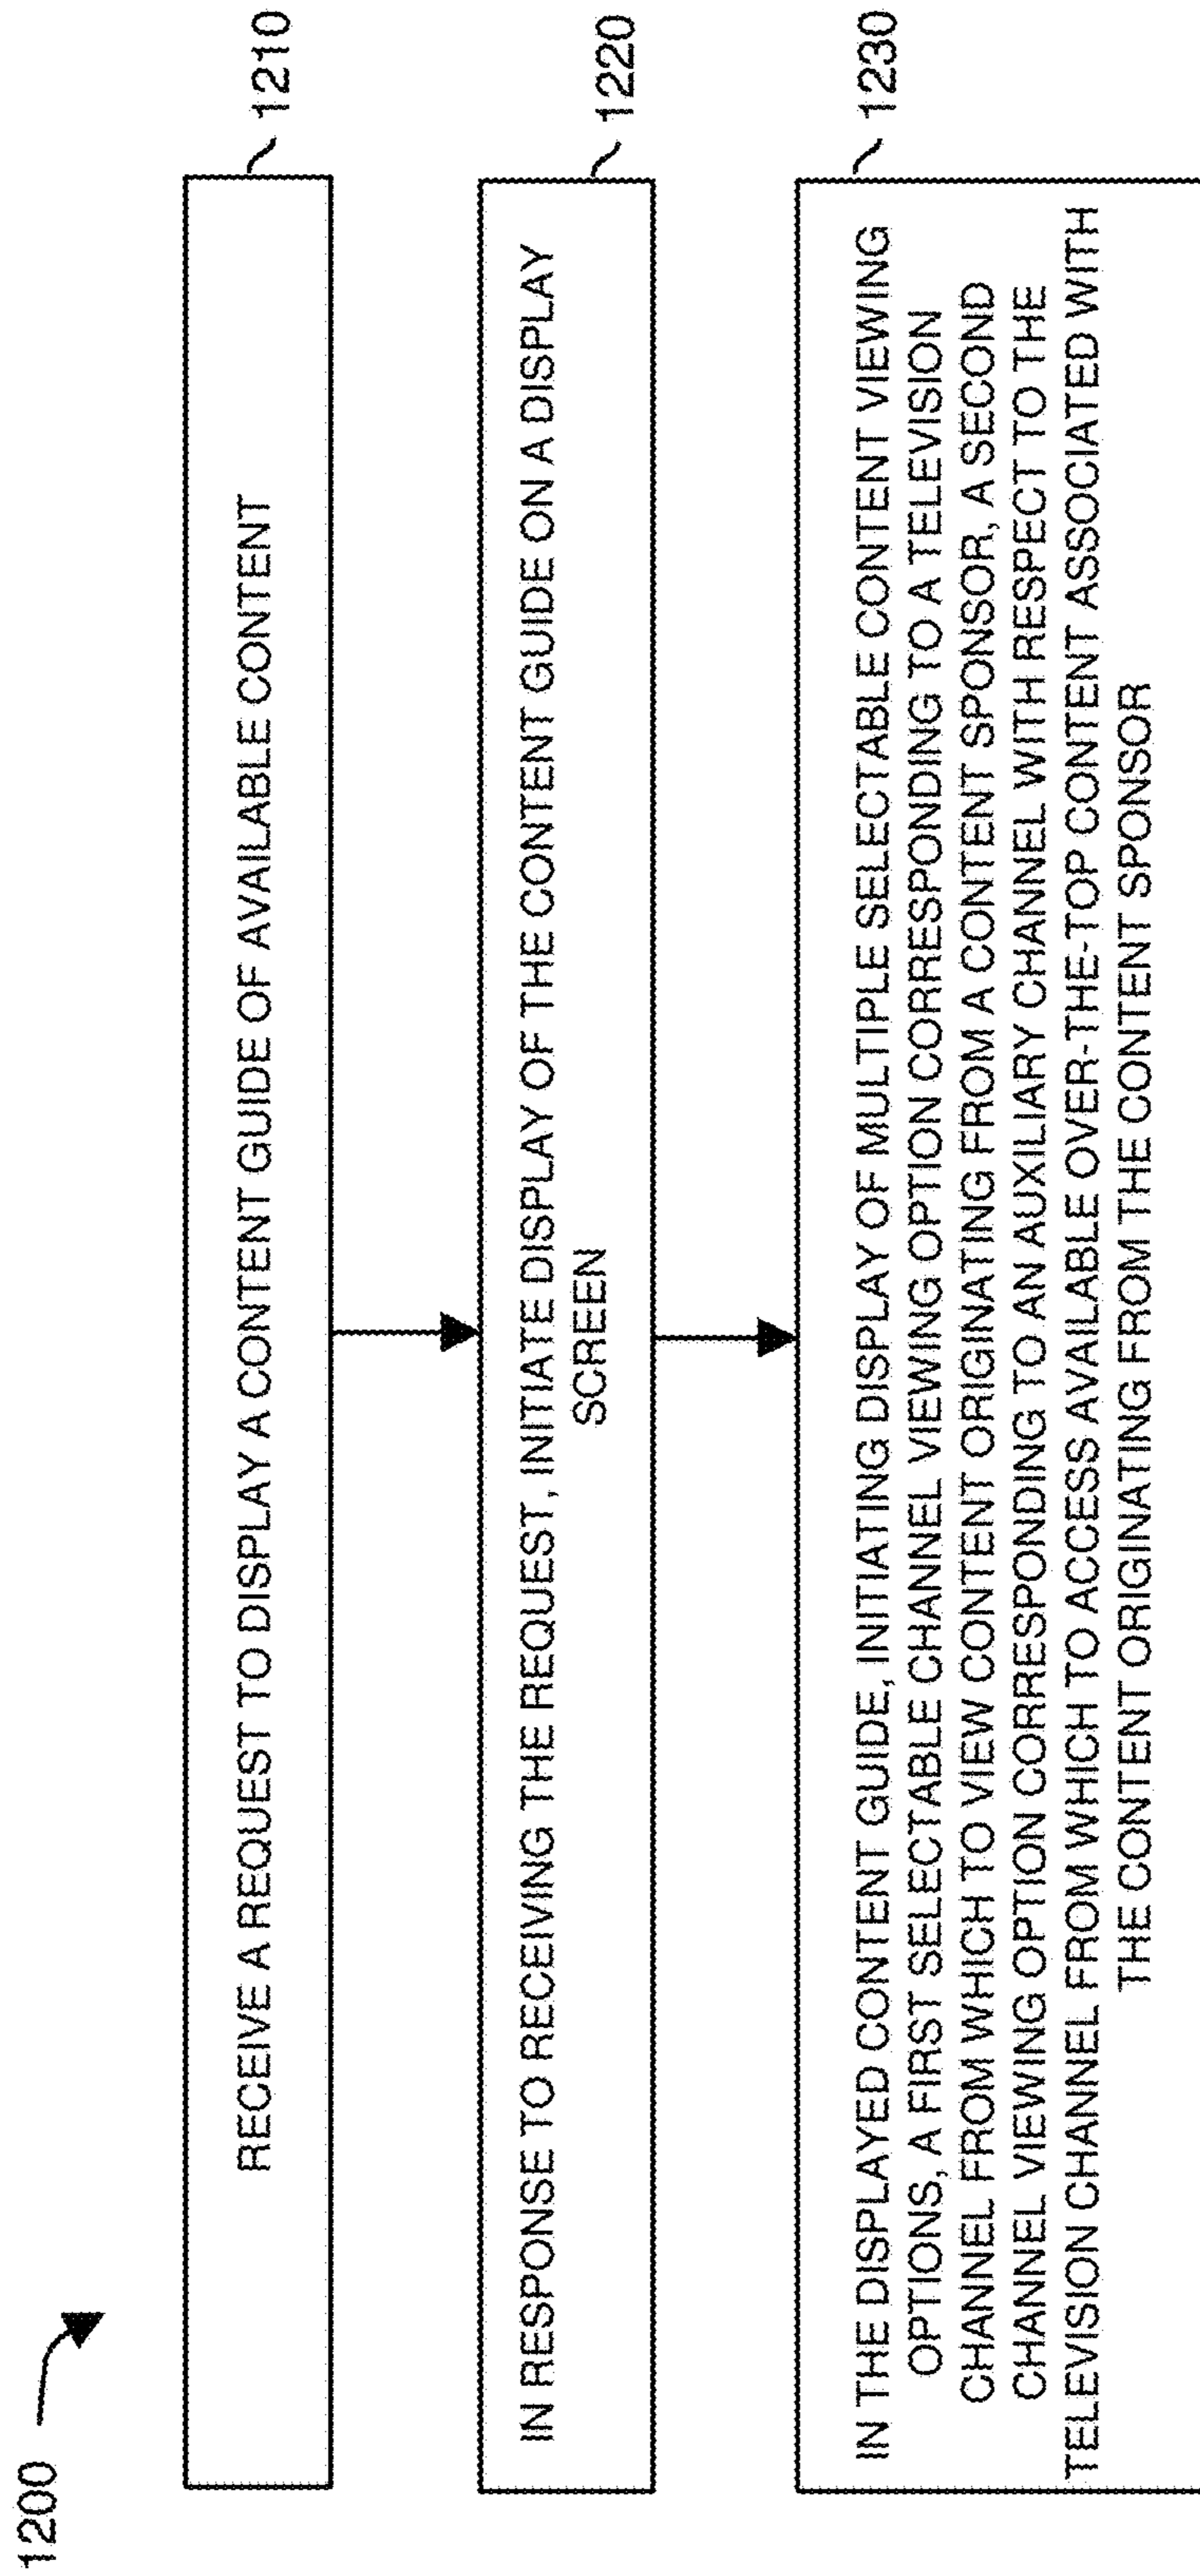 1200
RECEIVE A REQUEST TO DISPLAY A CONTENT GUIDE OF AVAILABLE CONTENT
1210
IN RESPONSE TO RECEIVING THE REQUEST, INITIATE DISPLAY OF THE CONTENT GUIDE ON A DISPLAY
SCREEN
1220
IN THE DISPLAYED CONTENT GUIDE, INITIATING DISPLAY OF MULTIPLE SELECTABLE CONTENT VIEWING
OPTIONS, A FIRST SELECTABLE CHANNEL VIEWING OPTION CORRESPONDING TO A TELEVISION
CHANNEL FROM WHICH TO VIEW CONTENT ORIGINATING FROM A CONTENT SPONSOR, A SECOND
CHANNEL VIEWING OPTION CORRESPONDING TO AN AUXILIARY CHANNEL WITH RESPECT TO THE
TELEVISION CHANNEL FROM WHICH TO ACCESS AVAILABLE OVER-THE-TOP CONTENT ASSOCIATED WITH
THE CONTENT ORIGINATING FROM THE CONTENT SPONSOR
1230